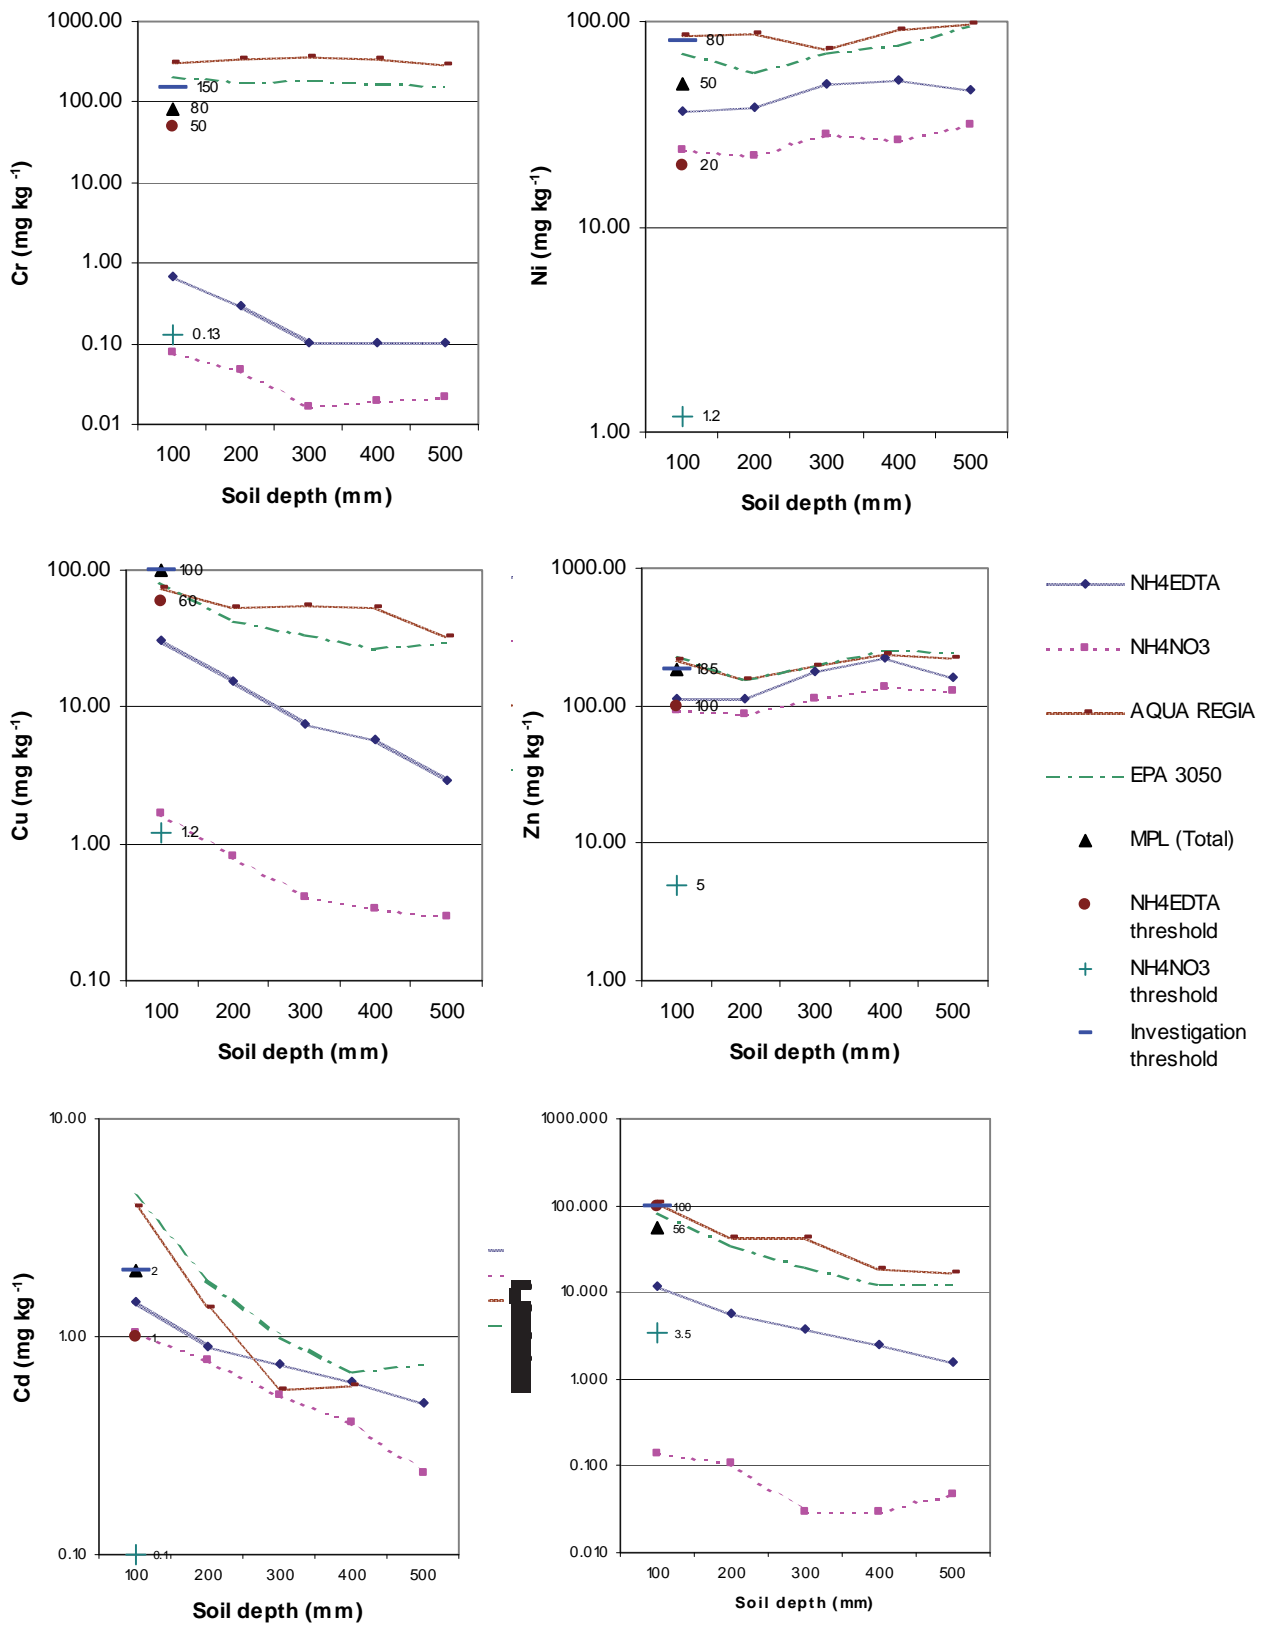 1000.00
100.00
10.00
1.00
0.10
0.01
Cr (mg kg -1)
150
80
50
0.13
100 200 300 400 500
Soil depth (mm)
100.00
10.00
1.00
Ni (mg kg -1)
80
50
20
1.2
100 200 300 400 500
Soil depth (mm)
100.00
10.00
1.00
0.10
Cu (mg kg -1)
100
60
1.2
100 200 300 400 500
Soil depth (mm)
1000.00
100.00
10.00
1.00
Zn (mg kg -1)
185
100
5
100 200 300 400 500
Soil depth (mm)
NH4EDTA
NH4NO3
AQUA REGIA
EPA 3050
MPL (Total)
NH4EDTA
threshold
NH4NO3
threshold
Investigation
threshold
10.00
1.00
0.10
Cd (mg kg -1)
2
1
0.1
100 200 300 400 500
Soil depth (mm)
1000.000
100.000
10.000
1.000
0.100
0.010
100
56
3.5
100 200 300 400 500
Soil depth (mm)